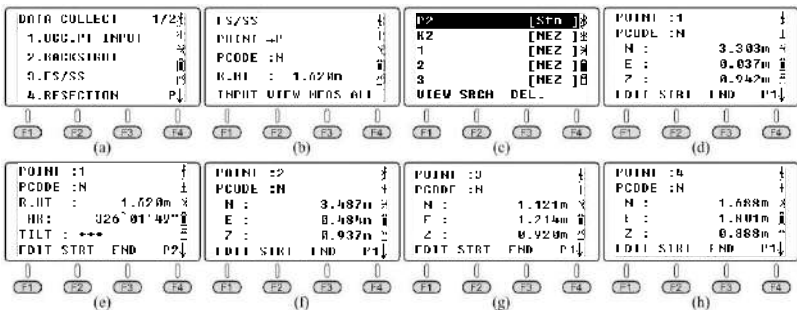 DATA COLLECT 1/2
1.OCC.PT INPUT
2.BACKSIGHT
3.FS/SS
4.RESECTION P↓
F1 F2 F3 F4
(a)
FS/SS
POINT →P
PCODE :N
R.HT : 1.620m
INPUT VIEW MEAS ALL
F1 F2 F3 F4
(b)
P2 [Stn ]
K2 [NEZ ]
1 [NEZ ]
2 [NEZ ]
3 [NEZ ]
VIEW SRCH DEL.
F1 F2 F3 F4
(c)
POINT :1
PCODE :N
N : 3.303m
E : 0.037m
Z : 0.942m
EDIT STRT END P1↓
F1 F2 F3 F4
(d)
POINT :1
PCODE :N
R.HT : 1.620m
HR: 326°01'49"
TILT : ***
EDIT STRT END P2↓
F1 F2 F3 F4
(e)
POINT :2
PCODE :N
N : 3.487m
E : 0.484m
Z : 0.937m
EDIT STRT END P1↓
F1 F2 F3 F4
(f)
POINT :3
PCODE :N
N : 1.121m
E : 1.214m
Z : 0.920m
EDIT STRT END P1↓
F1 F2 F3 F4
(g)
POINT :4
PCODE :N
N : 1.688m
E : 1.801m
Z : 0.888m
EDIT STRT END P1↓
F1 F2 F3 F4
(h)